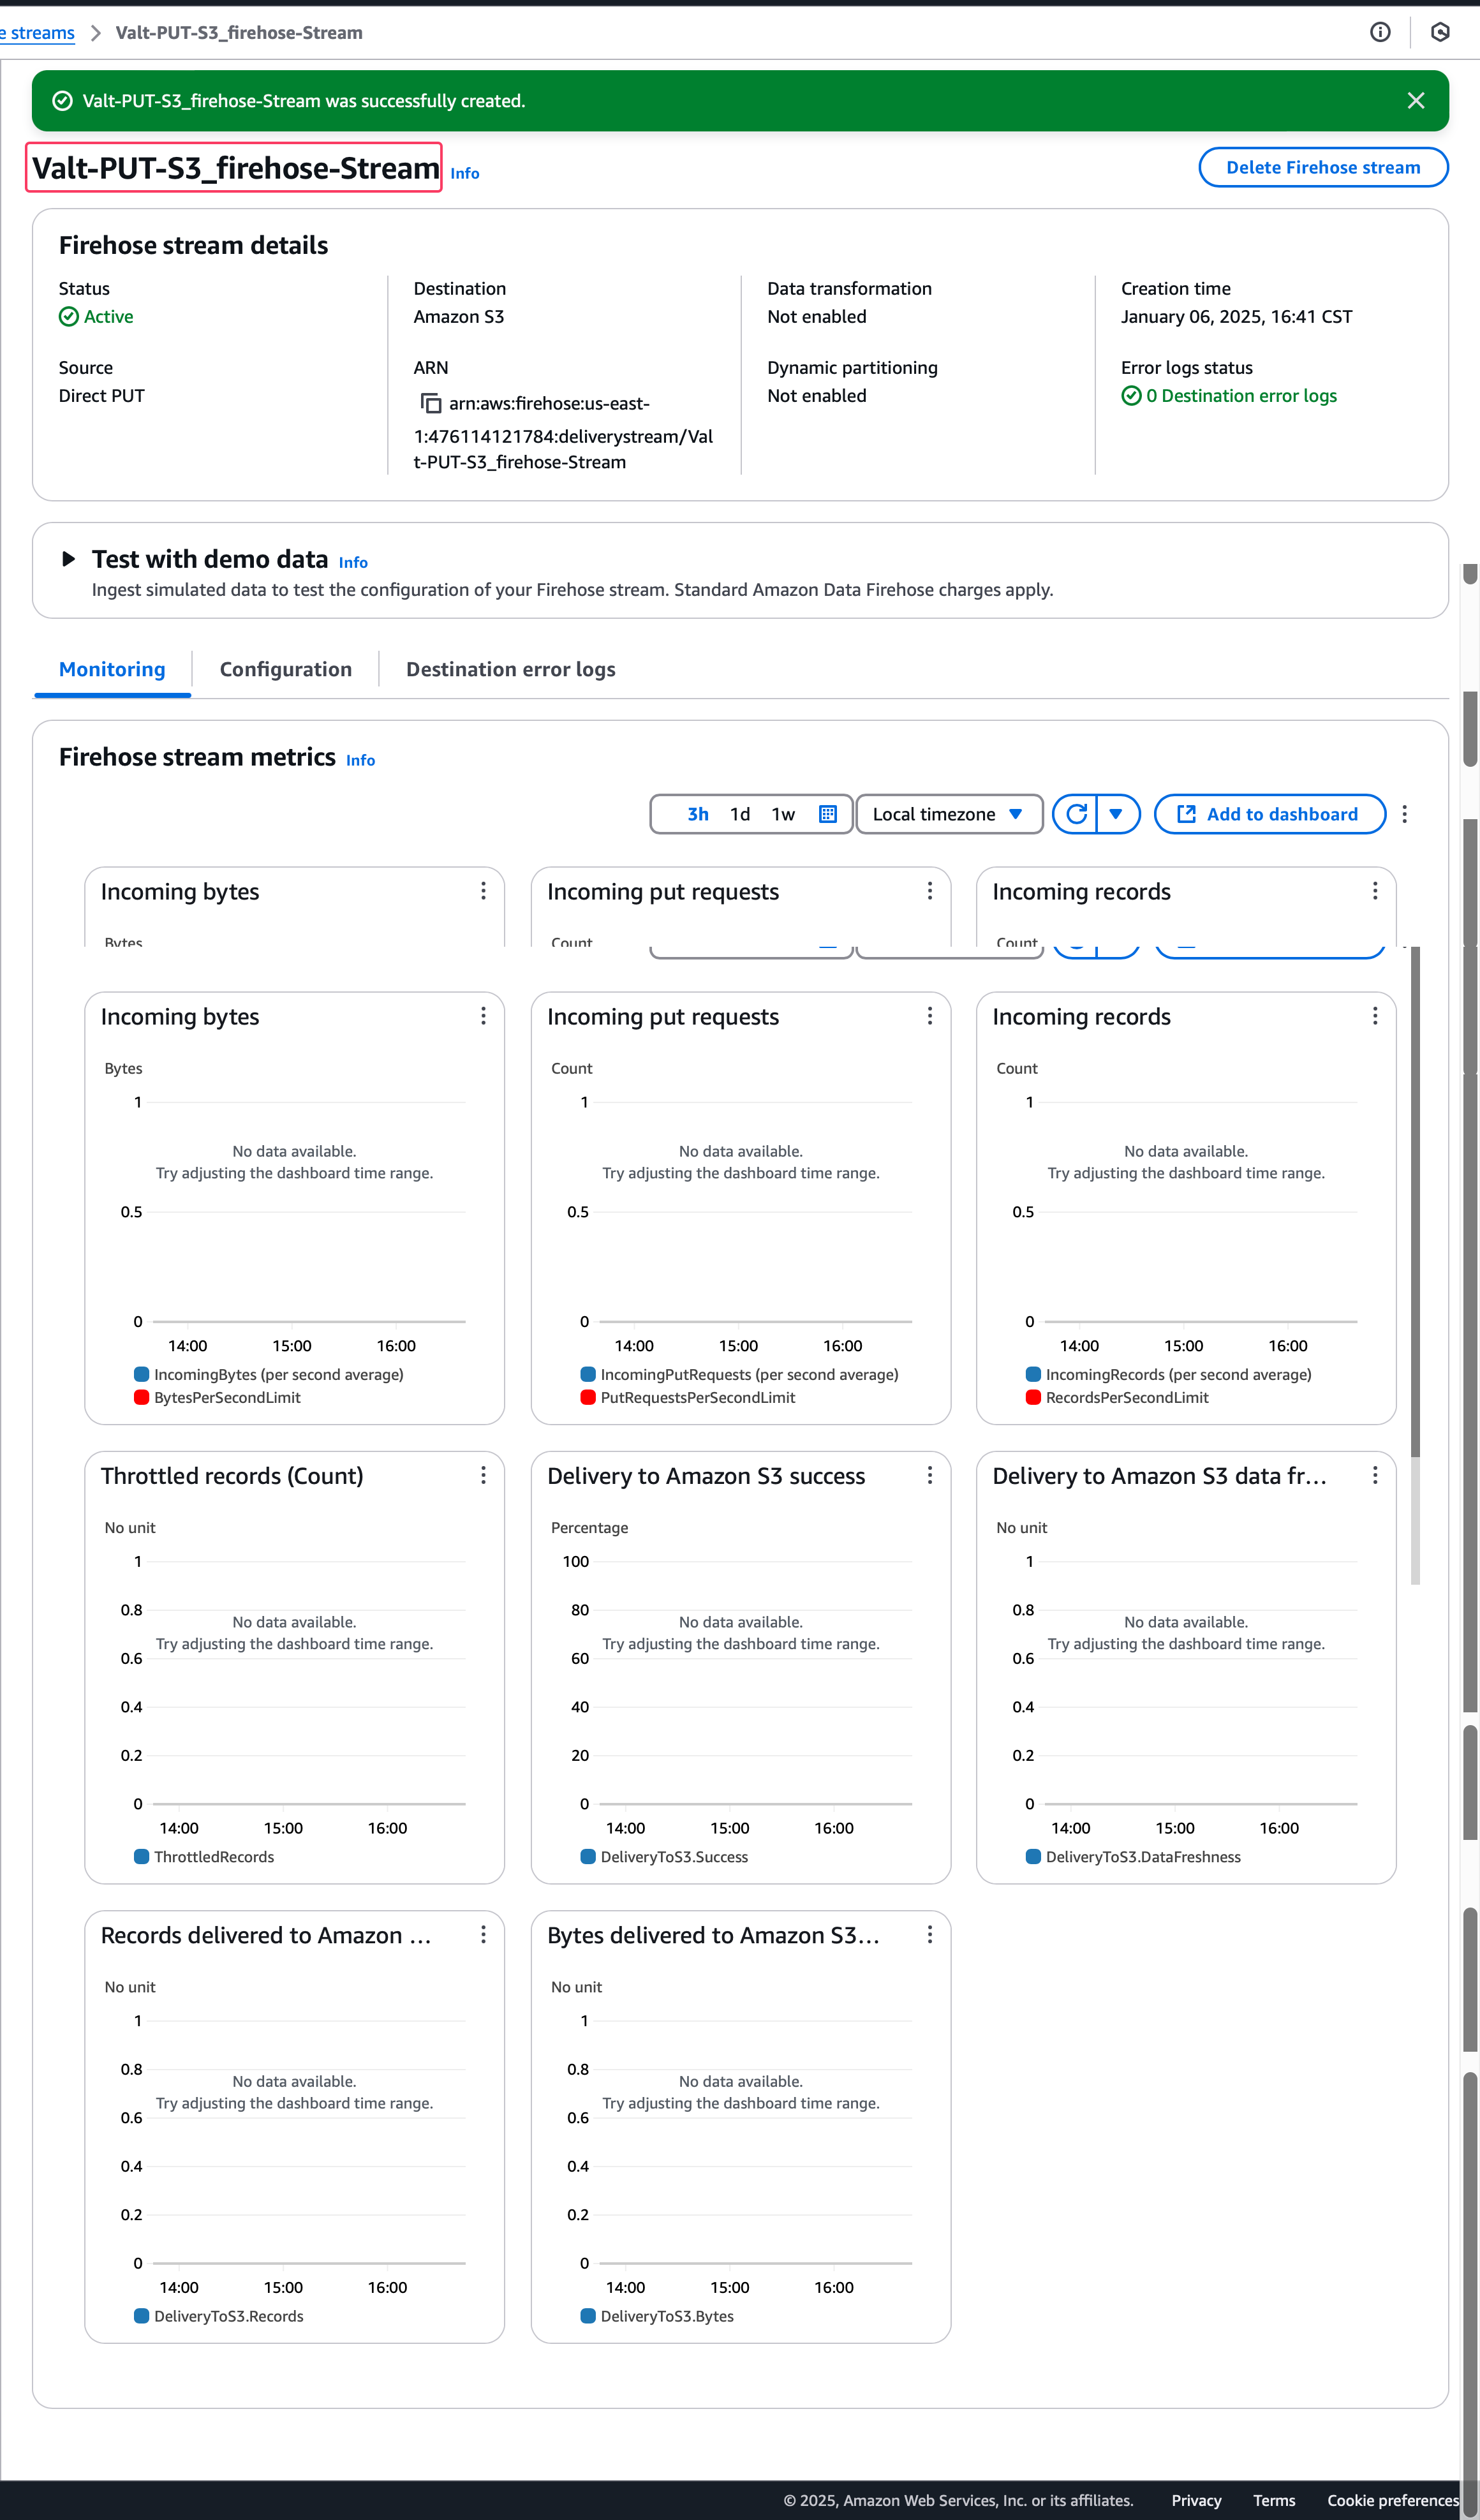 e streams > Valt-PUT-S3_firehose-Stream
Valt-PUT-S3_firehose-Stream was successfully created.
Valt-PUT-S3_firehose-Stream Info
Delete Firehose stream
Firehose stream details
Status
Active
Source
Direct PUT
Destination
Amazon S3
ARN
arn:aws:firehose:us-east-
1:476114121784:deliverystream/Val
t-PUT-S3_firehose-Stream
Data transformation
Not enabled
Dynamic partitioning
Not enabled
Creation time
January 06, 2025, 16:41 CST
Error logs status
0 Destination error logs
Test with demo data Info
Ingest simulated data to test the configuration of your Firehose stream. Standard Amazon Data Firehose charges apply.
Monitoring Configuration Destination error logs
Firehose stream metrics Info
3h 1d 1w Local timezone Add to dashboard
Incoming bytes
Bytes
Incoming put requests
Count
Incoming records
Count
Incoming bytes
Bytes
1
No data available.
Try adjusting the dashboard time range.
0.5
0
14:00 15:00 16:00
IncomingBytes (per second average)
BytesPerSecondLimit
Incoming put requests
Count
1
No data available.
Try adjusting the dashboard time range.
0.5
0
14:00 15:00 16:00
IncomingPutRequests (per second average)
PutRequestsPerSecondLimit
Incoming records
Count
1
No data available.
Try adjusting the dashboard time range.
0.5
0
14:00 15:00 16:00
IncomingRecords (per second average)
RecordsPerSecondLimit
Throttled records (Count)
No unit
1
0.8
No data available.
Try adjusting the dashboard time range.
0.6
0.4
0.2
0
14:00 15:00 16:00
ThrottledRecords
Delivery to Amazon S3 success
Percentage
100
80
No data available.
Try adjusting the dashboard time range.
60
40
20
0
14:00 15:00 16:00
DeliveryToS3.Success
Delivery to Amazon S3 data fr...
No unit
1
0.8
No data available.
Try adjusting the dashboard time range.
0.6
0.4
0.2
0
14:00 15:00 16:00
DeliveryToS3.DataFreshness
Records delivered to Amazon ...
No unit
1
0.8
No data available.
Try adjusting the dashboard time range.
0.6
0.4
0.2
0
14:00 15:00 16:00
DeliveryToS3.Records
Bytes delivered to Amazon S3...
No unit
1
0.8
No data available.
Try adjusting the dashboard time range.
0.6
0.4
0.2
0
14:00 15:00 16:00
DeliveryToS3.Bytes
© 2025, Amazon Web Services, Inc. or its affiliates. Privacy Terms Cookie preferences